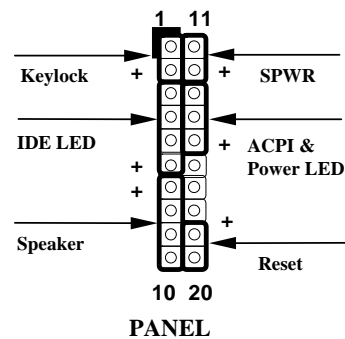 1 11
Keylock + + SPWR
IDE LED + ACPI &
Power LED
+
+
+
Speaker
Reset
10 20
PANEL